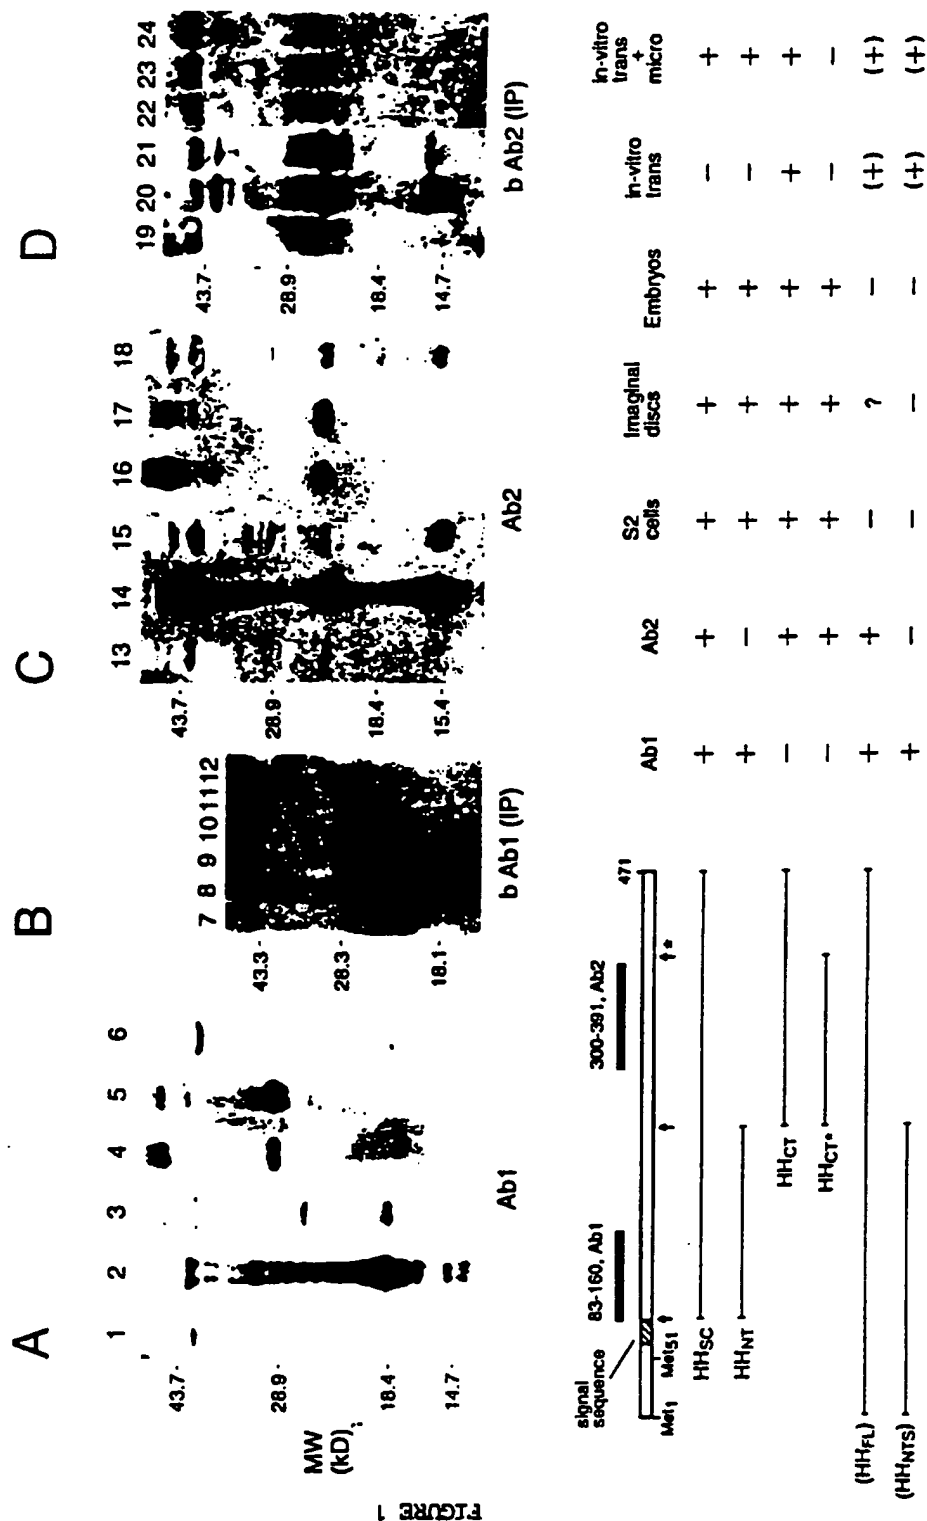 FIGURE 1
A
1 2 3 4 5 6
MW
(kD)
43.7-
28.9-
18.4-
14.7-
Ab1
B
7 8 9 10 11 12
43.3-
28.3-
18.1-
b Ab1 (IP)
C
13 14 15 16 17 18
43.7-
28.9-
18.4-
15.4-
Ab2
D
19 20 21 22 23 24
43.7-
28.9-
18.4-
14.7-
b Ab2 (IP)
signal
sequence
83-160, Ab1
300-391, Ab2
471
Met1
Met51
*
Ab1
Ab2
S2
cells
Imaginal
discs
Embryos
In-vitro
trans
In-vitro
trans
+
micro
HHSC + + + + + − +
HHNT + − + + + − +
HHCT − + + + + + +
HHCT* − + + + + − −
(HHFL) + + − ? − (+) (+)
(HHNTS) + − − − − (+) (+)